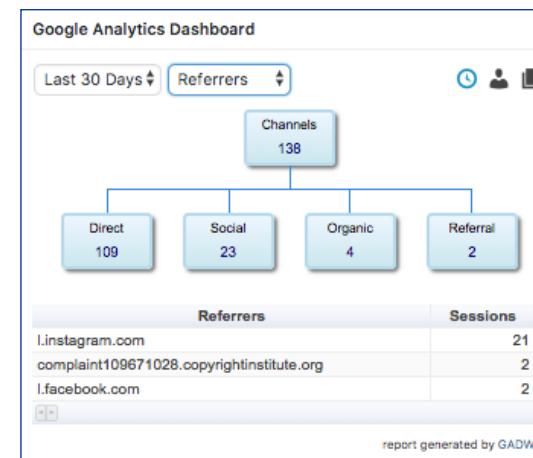 Google Analytics Dashboard
Last 30 Days Referrers
Channels
138
Direct Social Organic Referral
109 23 4 2
Referrers Sessions
l.instagram.com 21
complaint109671028.copyrightinstitute.org 2
l.facebook.com 2
report generated by GADW